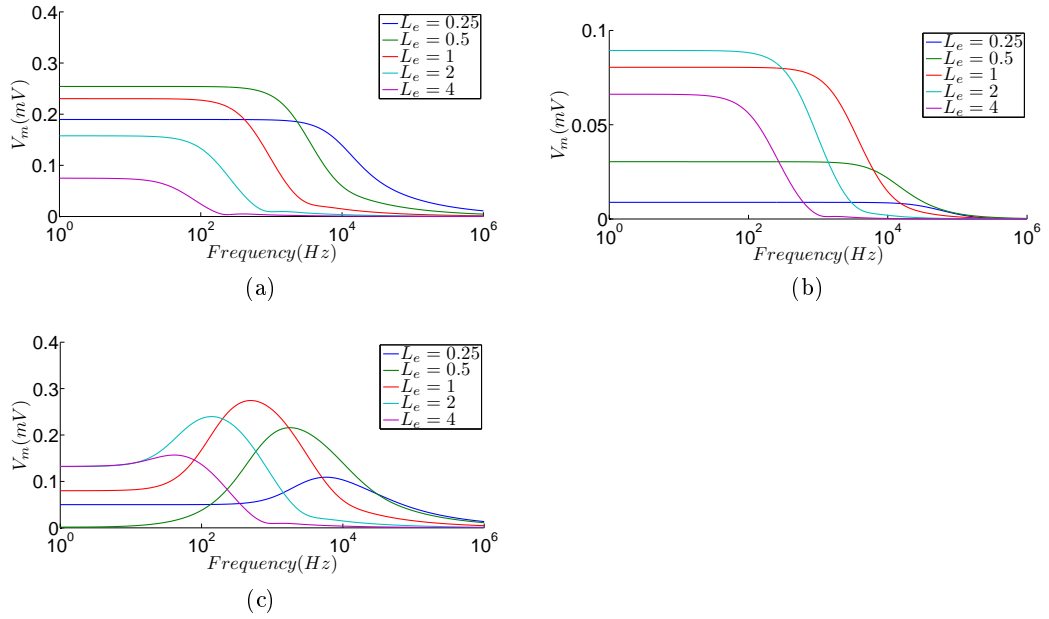 V_m(mV)
0.4
0.3
0.2
0.1
0
10^0
10^2
10^4
10^6
Frequency(Hz)
L_e = 0.25
L_e = 0.5
L_e = 1
L_e = 2
L_e = 4
(a)
V_m(mV)
0.1
0.05
0
10^0
10^2
10^4
10^6
Frequency(Hz)
L_e = 0.25
L_e = 0.5
L_e = 1
L_e = 2
L_e = 4
(b)
V_m(mV)
0.4
0.3
0.2
0.1
0
10^0
10^2
10^4
10^6
Frequency(Hz)
L_e = 0.25
L_e = 0.5
L_e = 1
L_e = 2
L_e = 4
(c)